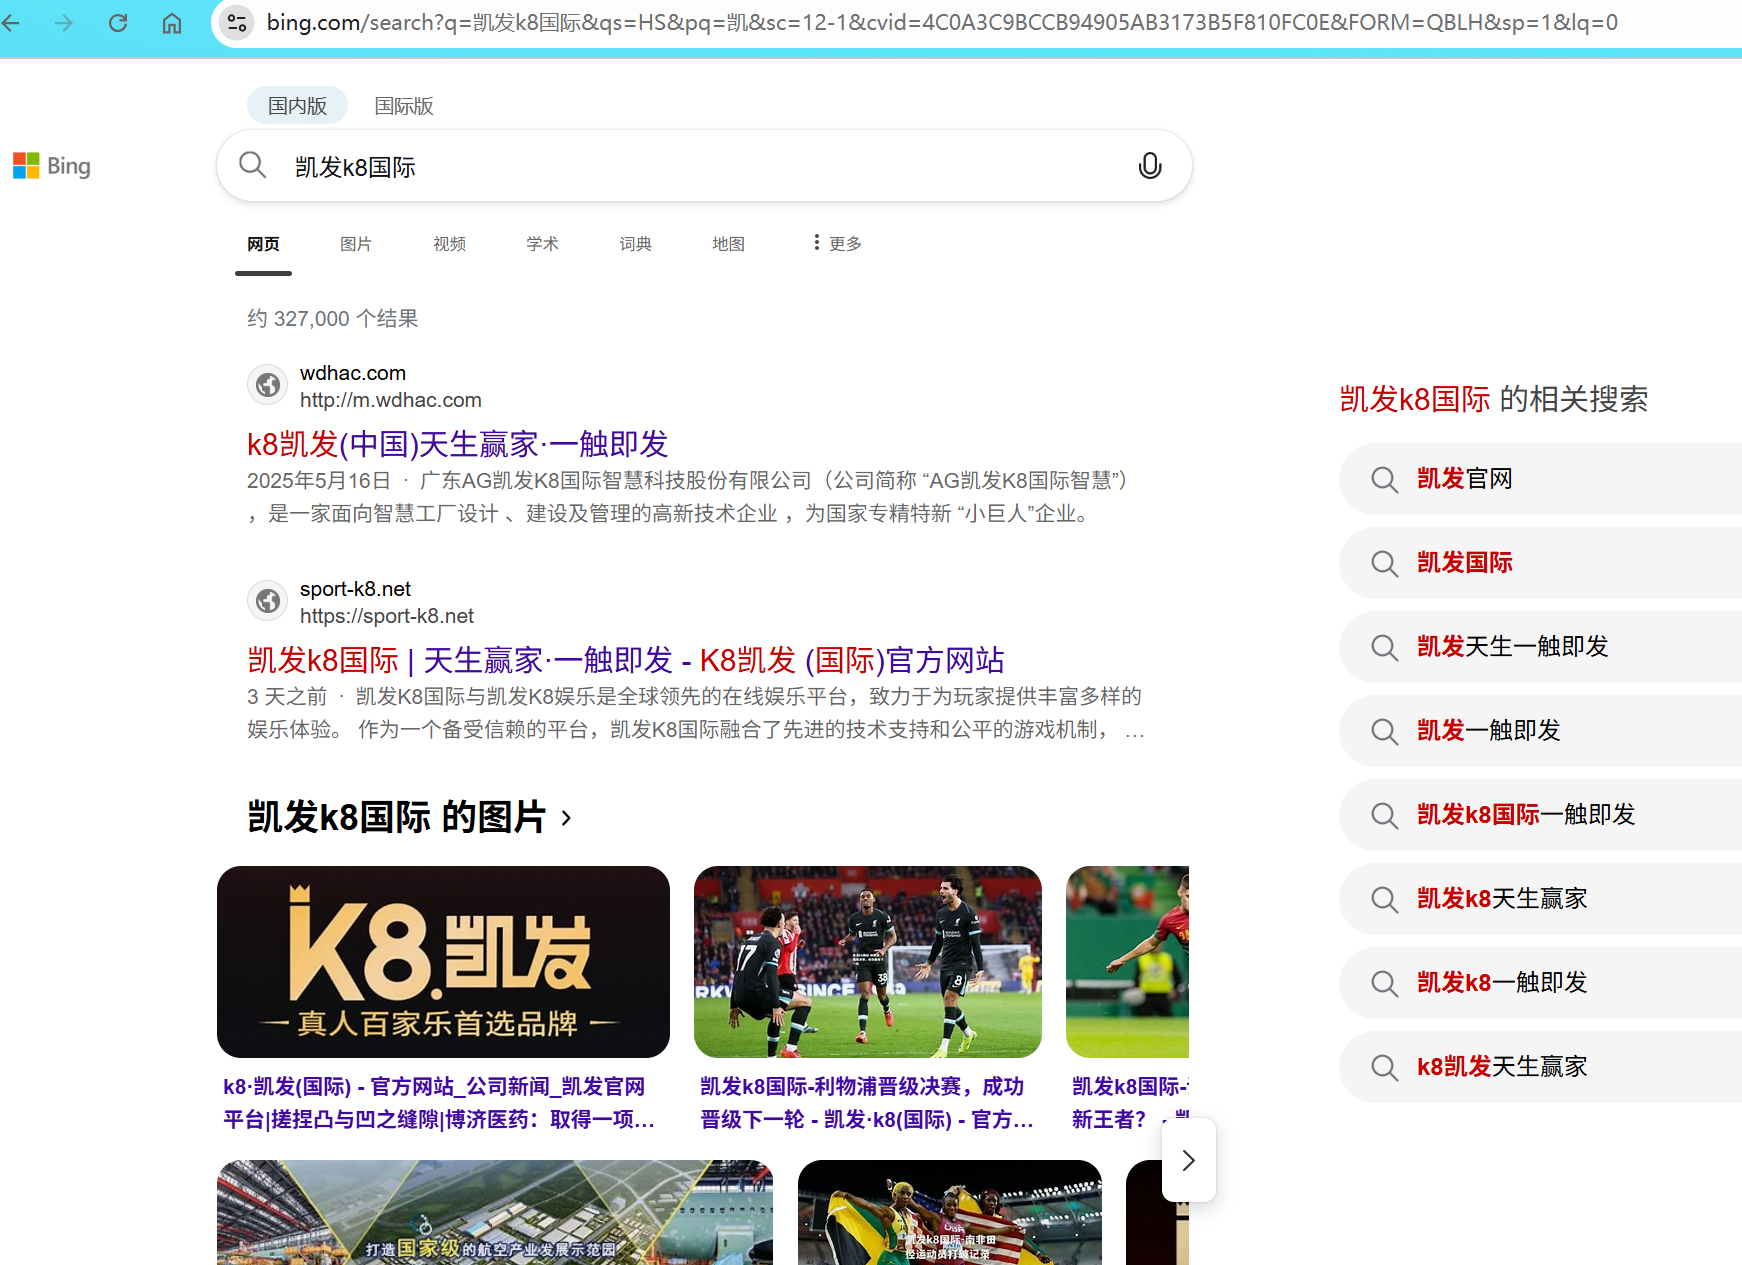 bing.com/search?q=凯发k8国际&qs=HS&pq=凯&sc=12-1&cvid=4C0A3C9BCCB94905AB3173B5F810FC0E&FORM=QBLH&sp=1&lq=0
国内版 国际版
Bing
凯发k8国际
网页 图片 视频 学术 词典 地图 更多
约 327,000 个结果
wdhac.com
http://m.wdhac.com
k8凯发(中国)天生赢家·一触即发
2025年5月16日 · 广东AG凯发K8国际智慧科技股份有限公司（公司简称 “AG凯发K8国际智慧”）
，是一家面向智慧工厂设计 、建设及管理的高新技术企业 ，为国家专精特新 “小巨人”企业。
sport-k8.net
https://sport-k8.net
凯发k8国际 | 天生赢家·一触即发 - K8凯发 (国际)官方网站
3 天之前 · 凯发K8国际与凯发K8娱乐是全球领先的在线娱乐平台，致力于为玩家提供丰富多样的
娱乐体验。 作为一个备受信赖的平台，凯发K8国际融合了先进的技术支持和公平的游戏机制， …
凯发k8国际 的图片
K8.凯发
真人百家乐首选品牌
17
38
8
SINCE
k8·凯发(国际) - 官方网站_公司新闻_凯发官网
平台|搓捏凸与凹之缝隙|博济医药：取得一项…
凯发k8国际-利物浦晋级决赛，成功
晋级下一轮 - 凯发·k8(国际) - 官方…
凯发k8国际-
新王者？ - 凯
打造国家级的航空产业发展示范园
凯发k8国际-南非田
径运动员打破记录
凯发k8国际 的相关搜索
凯发官网
凯发国际
凯发天生一触即发
凯发一触即发
凯发k8国际一触即发
凯发k8天生赢家
凯发k8一触即发
k8凯发天生赢家